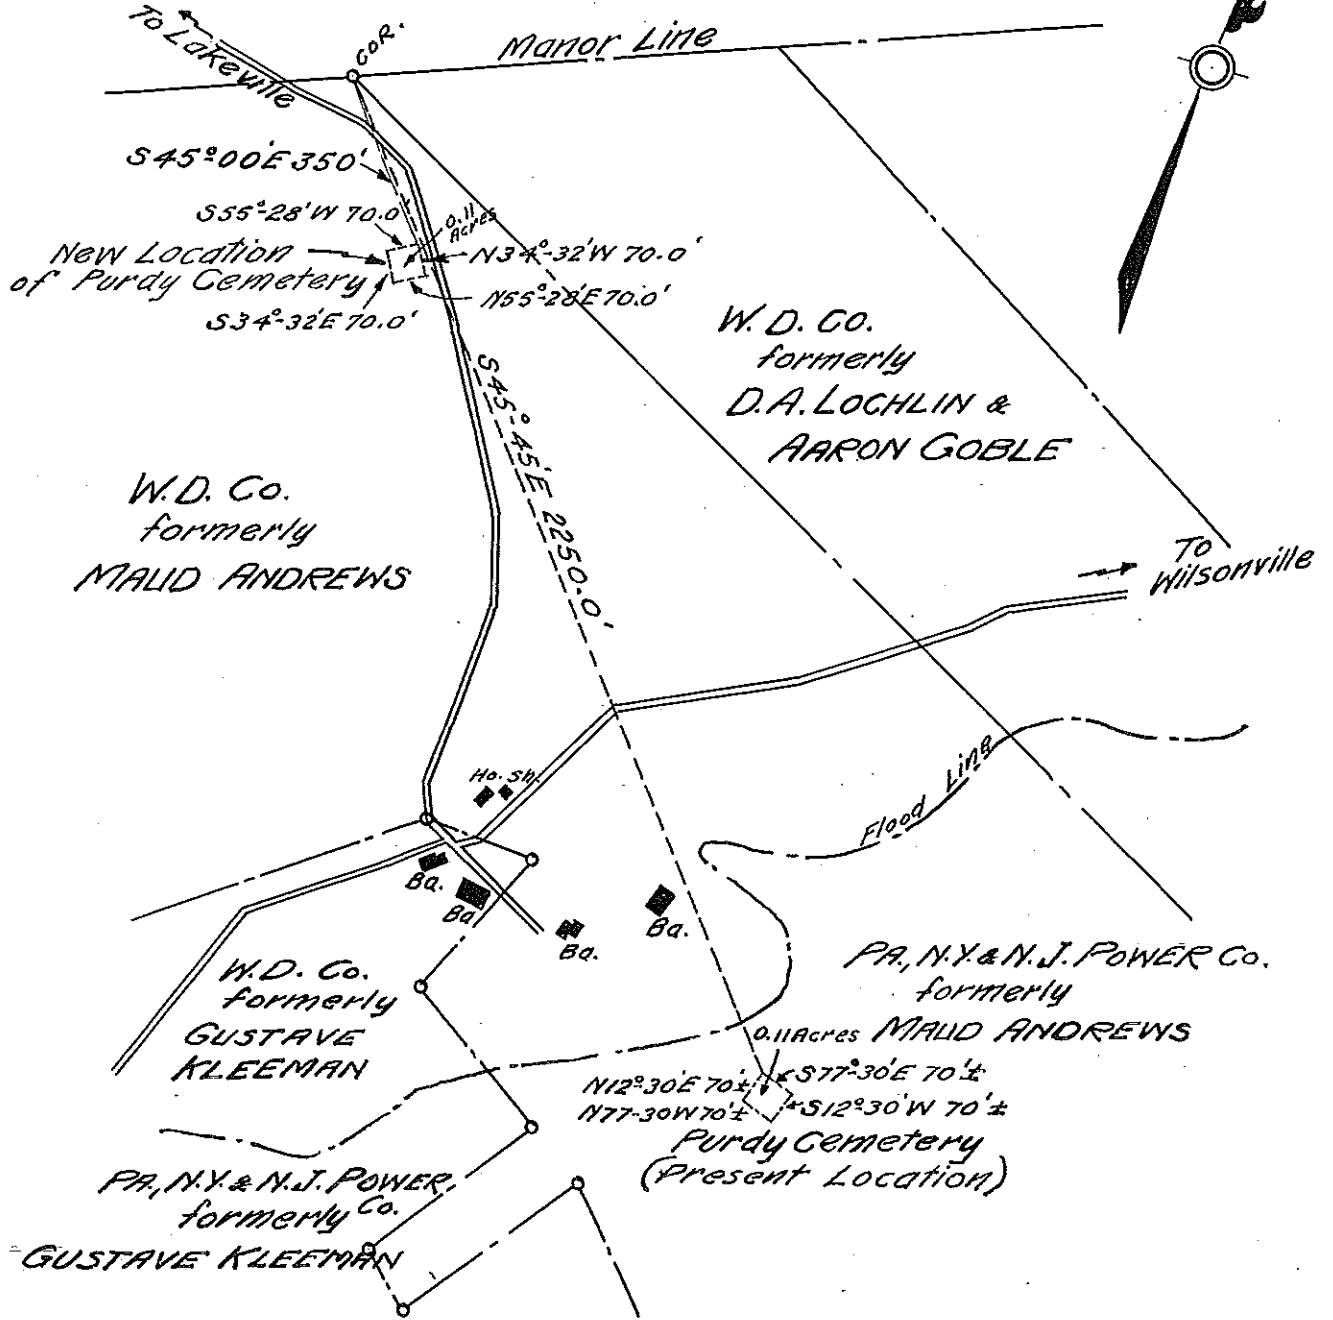 To Lakeville
COR.
Manor Line
S45°00'E 350'
S55°-28'W 70.0'
0.11
Acres
New Location
of Purdy Cemetery
N34°-32'W 70.0'
N55°-28'E 70.0'
S34°-32'E 70.0'
W. D. Co.
formerly
D.A. LOCHLIN &
AARON GOBLE
S45°-45'E 2250.0'
W.D. Co.
formerly
MAUD ANDREWS
To
Wilsonville
Ho. Sh.
Flood Line
Ba.
Ba
Ba.
Ba.
W.D. Co.
formerly
GUSTAVE
KLEEMAN
PA., N.Y. & N.J. POWER Co.
formerly
MAUD ANDREWS
0.11 Acres
N12°-30'E 70'±
S77°-30'E 70'±
N77-30W 70'±
S12°-30'W 70'±
Purdy Cemetery
(Present Location)
PA., N.Y. & N.J. POWER
formerly Co.
GUSTAVE KLEEMAN